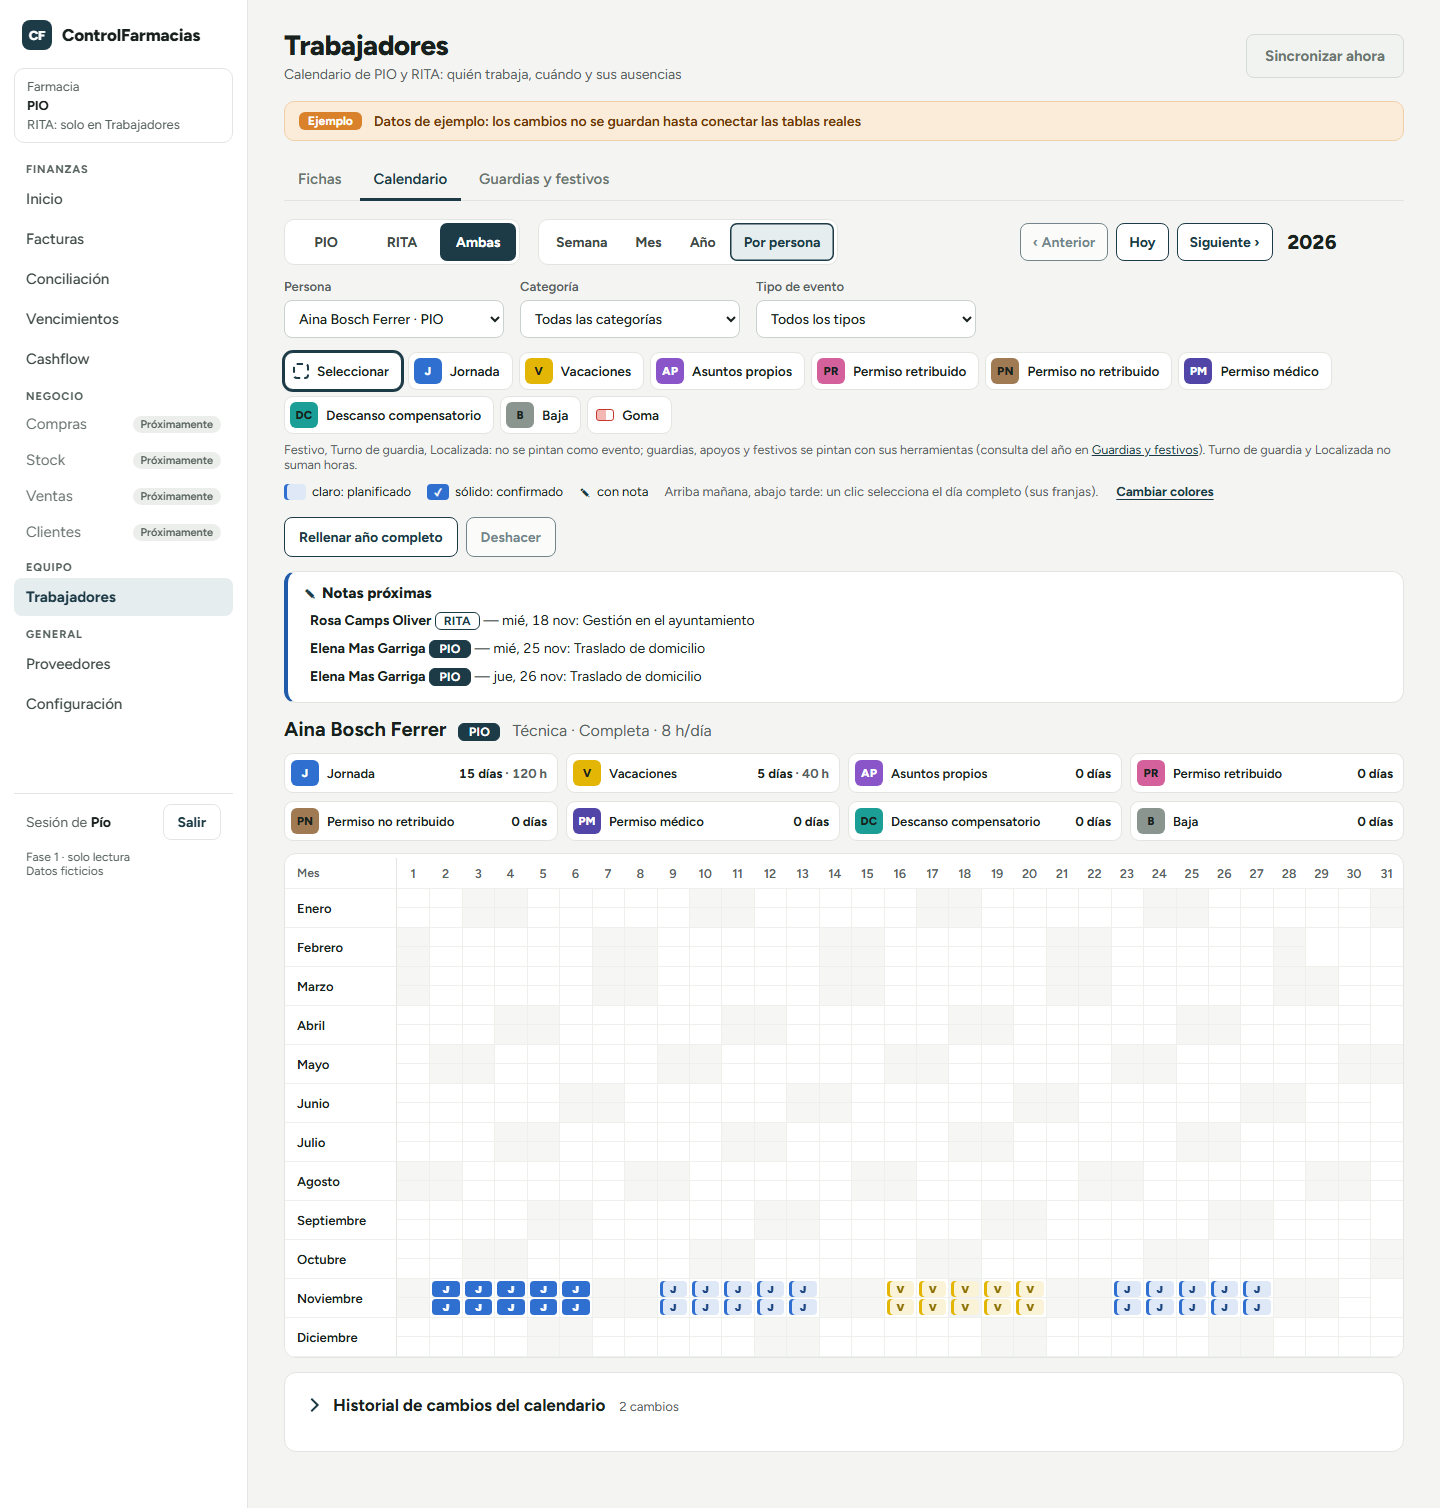 CF ControlFarmacias
Farmacia
PIO
RITA: solo en Trabajadores
FINANZAS
Inicio
Facturas
Conciliación
Vencimientos
Cashflow
NEGOCIO
Compras Próximamente
Stock Próximamente
Ventas Próximamente
Clientes Próximamente
EQUIPO
Trabajadores
GENERAL
Proveedores
Configuración
Sesión de Pío Salir
Fase 1 · solo lectura
Datos ficticios
Trabajadores
Calendario de PIO y RITA: quién trabaja, cuándo y sus ausencias
Sincronizar ahora
Ejemplo Datos de ejemplo: los cambios no se guardan hasta conectar las tablas reales
Fichas Calendario Guardias y festivos
PIO RITA Ambas Semana Mes Año Por persona ‹ Anterior Hoy Siguiente › 2026
Persona Categoría Tipo de evento
Aina Bosch Ferrer · PIO Todas las categorías Todos los tipos
Seleccionar J Jornada V Vacaciones AP Asuntos propios PR Permiso retribuido PN Permiso no retribuido PM Permiso médico
DC Descanso compensatorio B Baja Goma
Festivo, Turno de guardia, Localizada: no se pintan como evento; guardias, apoyos y festivos se pintan con sus herramientas (consulta del año en Guardias y festivos). Turno de guardia y Localizada no
suman horas.
claro: planificado ✓ sólido: confirmado con nota Arriba mañana, abajo tarde: un clic selecciona el día completo (sus franjas). Cambiar colores
Rellenar año completo Deshacer
Notas próximas
Rosa Camps Oliver RITA — mié, 18 nov: Gestión en el ayuntamiento
Elena Mas Garriga PIO — mié, 25 nov: Traslado de domicilio
Elena Mas Garriga PIO — jue, 26 nov: Traslado de domicilio
Aina Bosch Ferrer PIO Técnica · Completa · 8 h/día
J Jornada 15 días · 120 h V Vacaciones 5 días · 40 h AP Asuntos propios 0 días PR Permiso retribuido 0 días
PN Permiso no retribuido 0 días PM Permiso médico 0 días DC Descanso compensatorio 0 días B Baja 0 días
Mes 1 2 3 4 5 6 7 8 9 10 11 12 13 14 15 16 17 18 19 20 21 22 23 24 25 26 27 28 29 30 31
Enero
Febrero
Marzo
Abril
Mayo
Junio
Julio
Agosto
Septiembre
Octubre
J J J J J J J J J J V V V V V J J J J J
Noviembre
J J J J J J J J J J V V V V V J J J J J
Diciembre
Historial de cambios del calendario 2 cambios